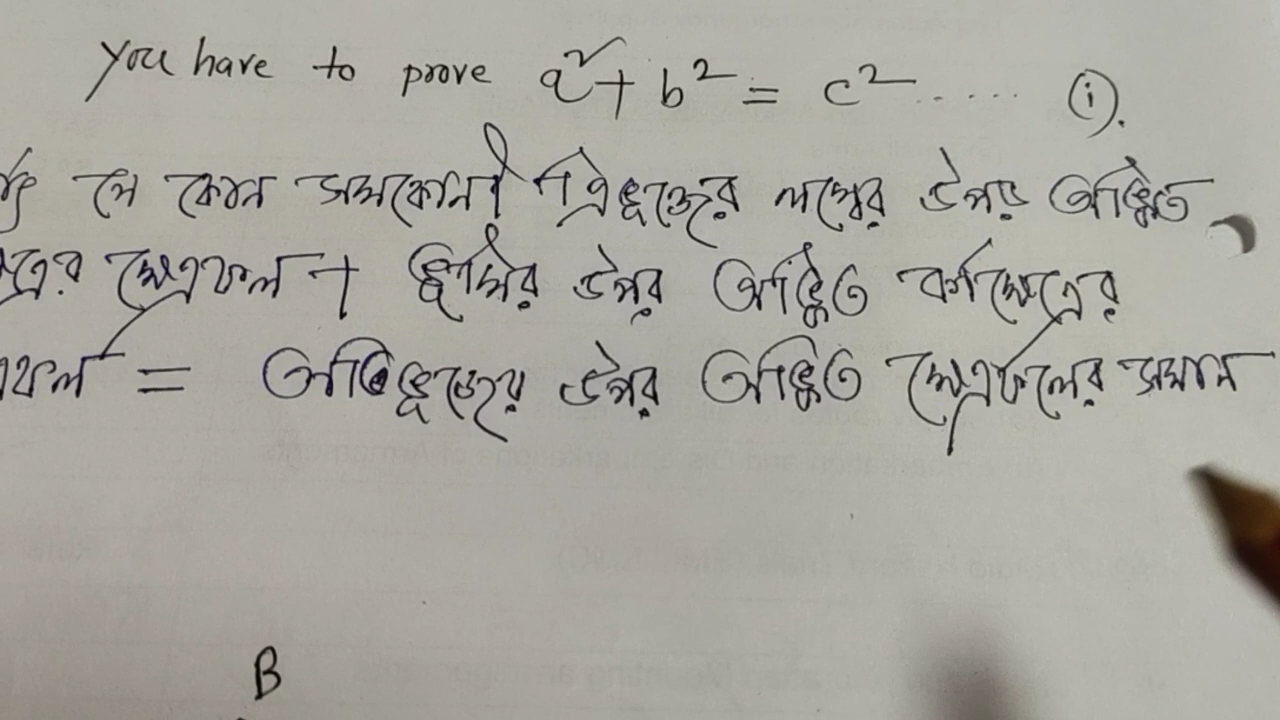 you have to prove a² + b² = c² ..... (i).
যে কোন সমকোনী ত্রিভূজের লম্বের উপর অঙ্কিত
ক্ষেত্রফল + ভূমির উপর অঙ্কিত বর্গক্ষেত্রের
= অতিভূজের উপর অঙ্কিত ক্ষেত্রফলের সমান
B